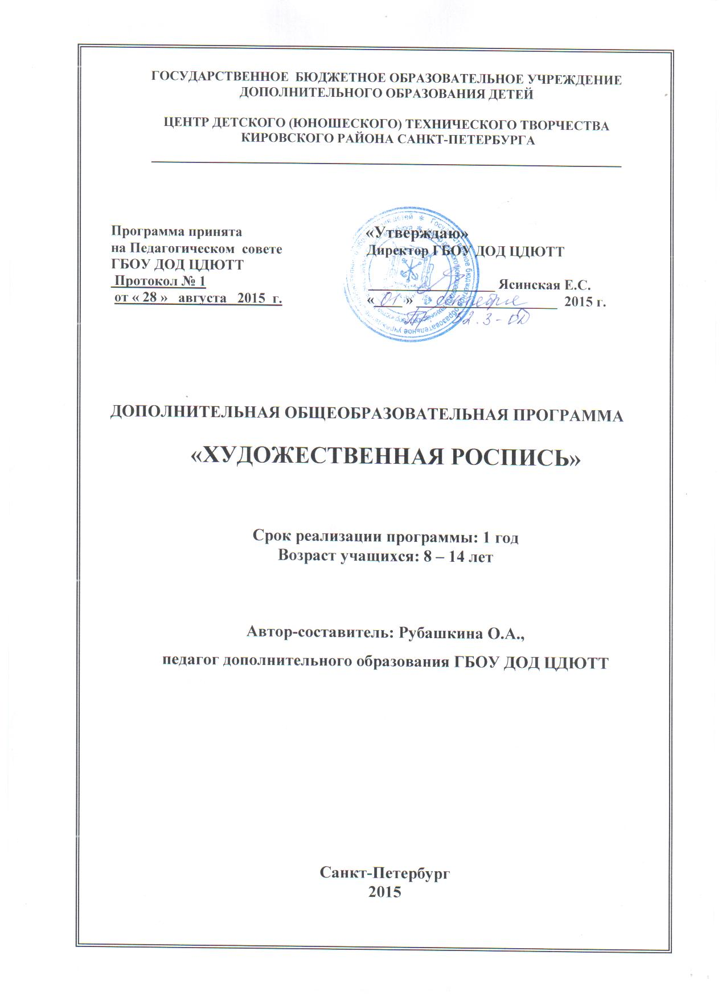 ГОСУДАРСТВЕННОЕ БЮДЖЕТНОЕ ОБРАЗОВАТЕЛЬНОЕ УЧРЕЖДЕНИЕ
ДОПОЛНИТЕЛЬНОГО ОБРАЗОВАНИЯ ДЕТЕЙ
ЦЕНТР ДЕТСКОГО (ЮНОШЕСКОГО) ТЕХНИЧЕСКОГО ТВОРЧЕСТВА
КИРОВСКОГО РАЙОНА САНКТ-ПЕТЕРБУРГА
Программа принята
на Педагогическом совете
ГБОУ ДОД ЦДЮТТ
Протокол № 1
от « 28 » августа 2015 г.
«Утверждаю»
Директор ГБОУ ДОД ЦДЮТТ
Ясинская Е.С.
« 01 » сентября 2015 г.
Пр 52.3-ОД
ДОПОЛНИТЕЛЬНАЯ ОБЩЕОБРАЗОВАТЕЛЬНАЯ ПРОГРАММА
«ХУДОЖЕСТВЕННАЯ РОСПИСЬ»
Срок реализации программы: 1 год
Возраст учащихся: 8 – 14 лет
Автор-составитель: Рубашкина О.А.,
педагог дополнительного образования ГБОУ ДОД ЦДЮТТ
Санкт-Петербург
2015